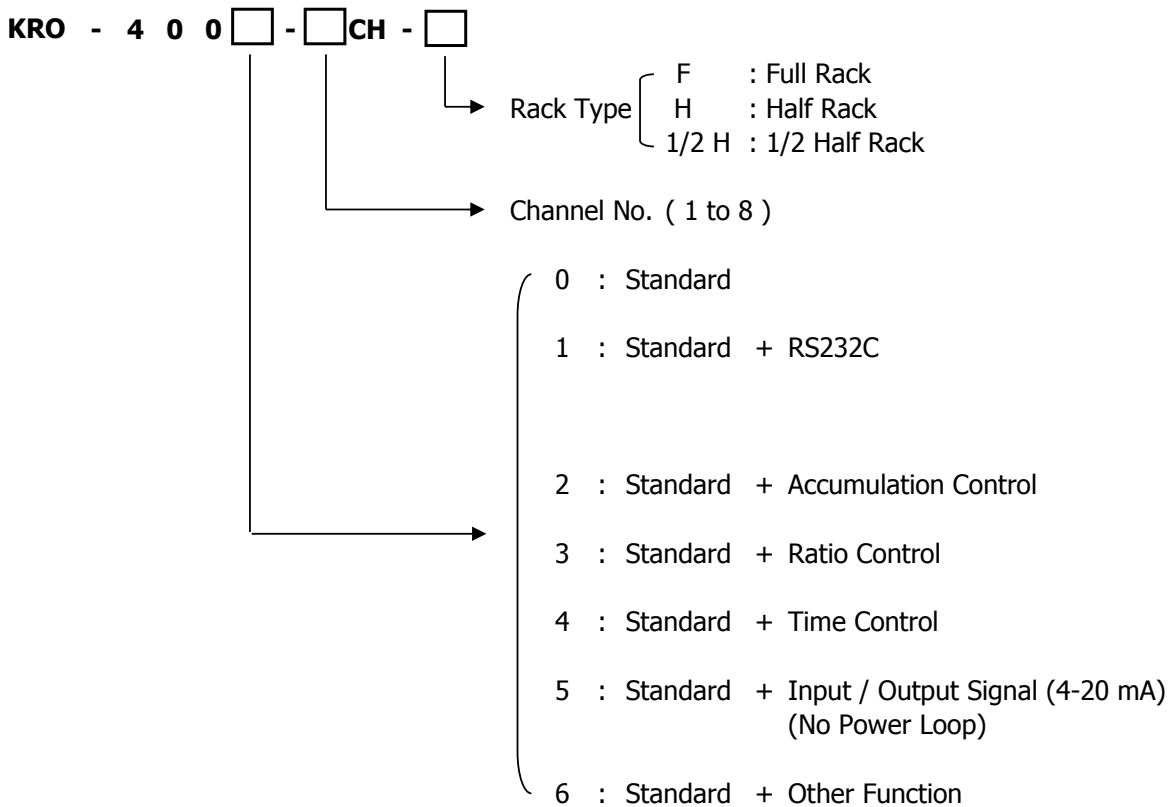 KRO - 4 0 0 - CH -
F : Full Rack
Rack Type H : Half Rack
1/2 H : 1/2 Half Rack
Channel No. ( 1 to 8 )
0 : Standard
1 : Standard + RS232C
2 : Standard + Accumulation Control
3 : Standard + Ratio Control
4 : Standard + Time Control
5 : Standard + Input / Output Signal (4-20 mA)
(No Power Loop)
6 : Standard + Other Function